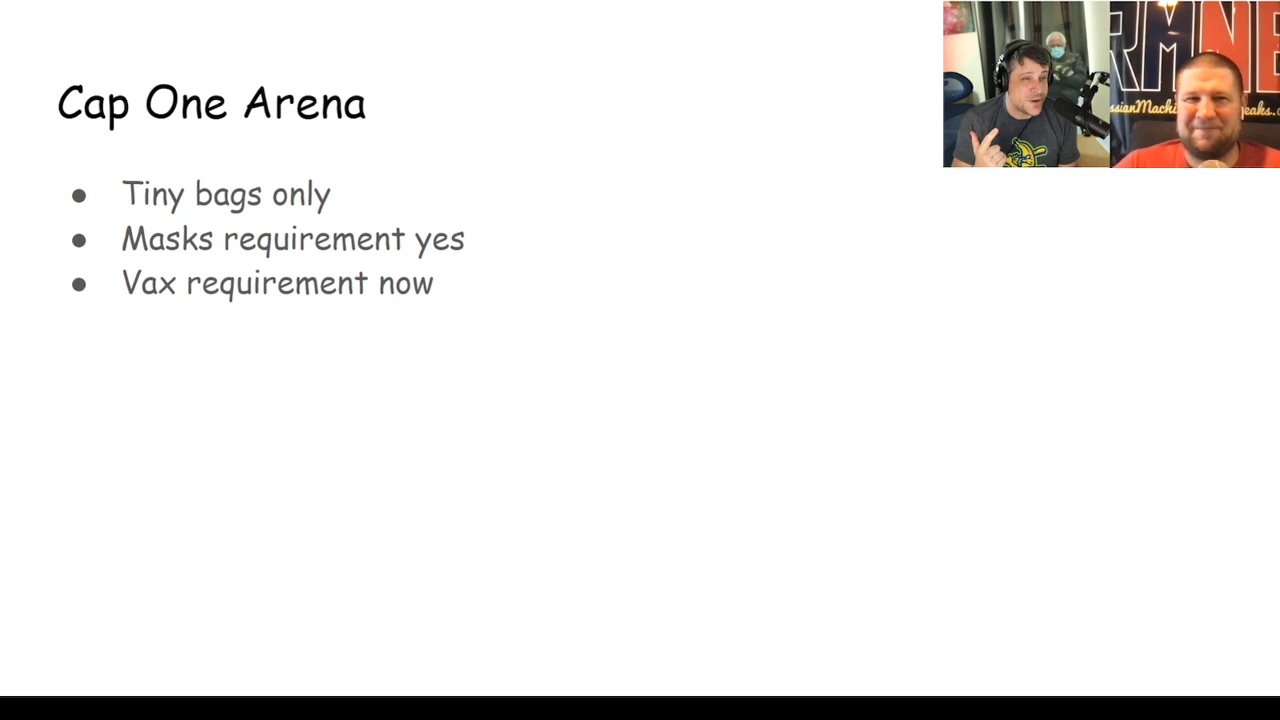 Cap One Arena
Tiny bags only
Masks requirement yes
Vax requirement now